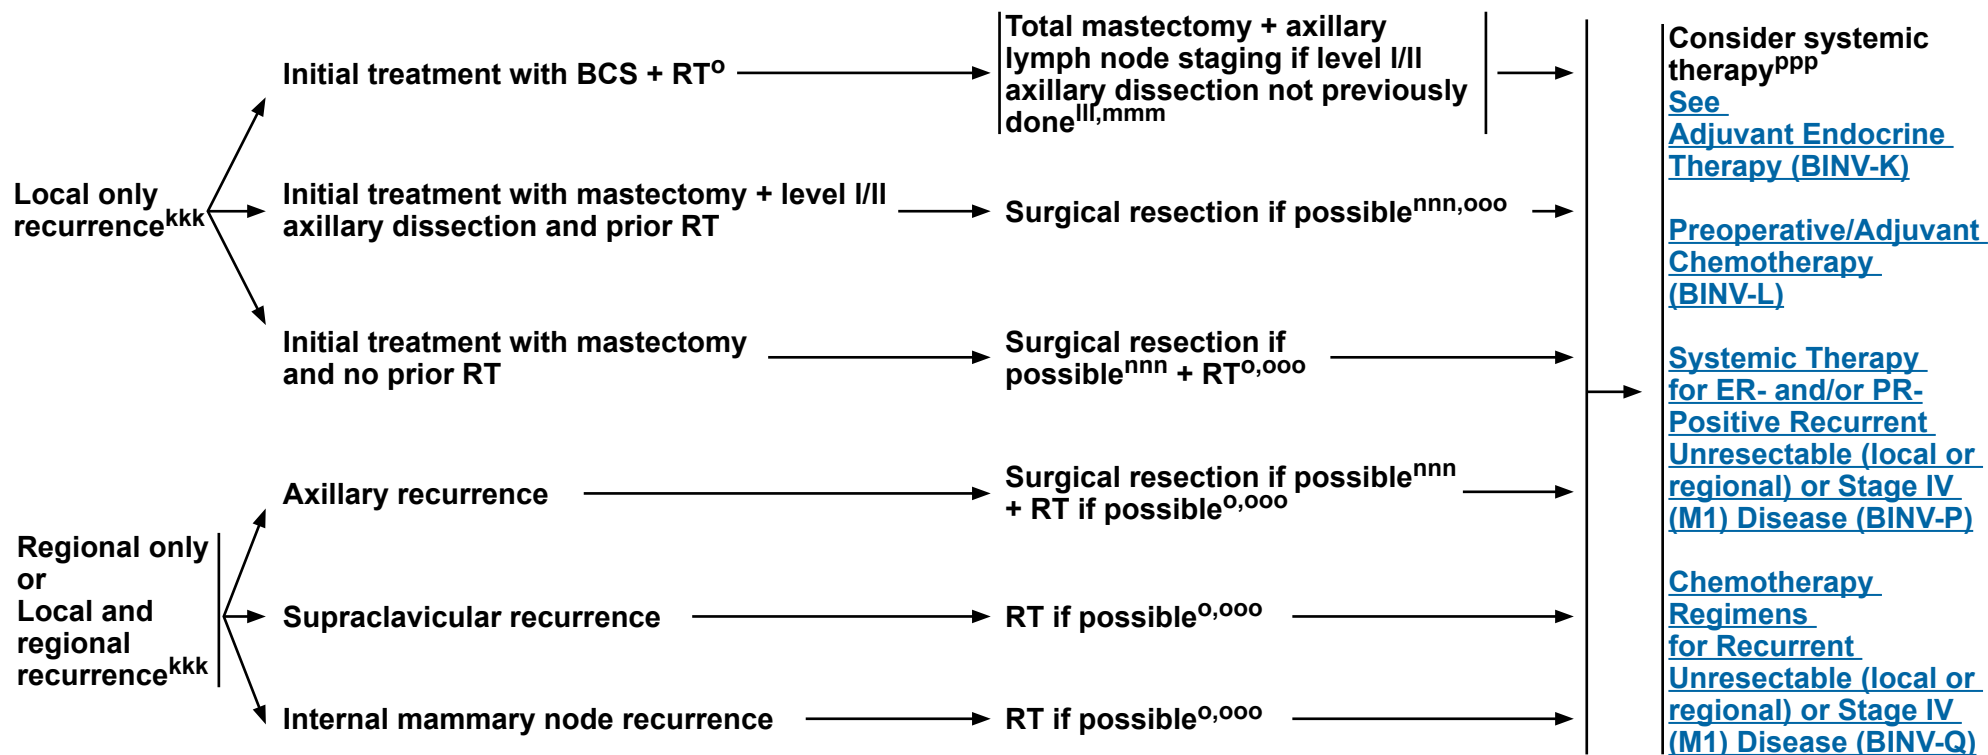 Local only
recurrencekkk
Initial treatment with BCS + RTo
Total mastectomy + axillary
lymph node staging if level I/II
axillary dissection not previously
donelll,mmm
Initial treatment with mastectomy + level I/II
axillary dissection and prior RT
Surgical resection if possiblennn,ooo
Initial treatment with mastectomy
and no prior RT
Surgical resection if
possiblennn + RTo,ooo
Regional only
or
Local and
regional
recurrencekkk
Axillary recurrence
Surgical resection if possiblennn
+ RT if possibleo,ooo
Supraclavicular recurrence
RT if possibleo,ooo
Internal mammary node recurrence
RT if possibleo,ooo
Consider systemic
therapyppp
See
Adjuvant Endocrine
Therapy (BINV-K)
Preoperative/Adjuvant
Chemotherapy
(BINV-L)
Systemic Therapy
for ER- and/or PR-
Positive Recurrent
Unresectable (local or
regional) or Stage IV
(M1) Disease (BINV-P)
Chemotherapy
Regimens
for Recurrent
Unresectable (local or
regional) or Stage IV
(M1) Disease (BINV-Q)